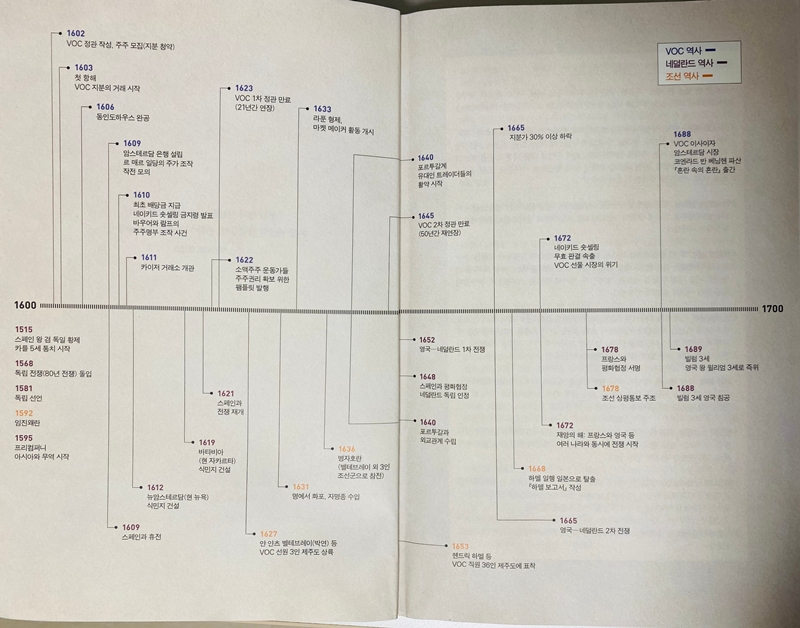 1602
VOC 정관 작성, 주주 모집(지분 청약)
1603
첫 항해
VOC 지분의 거래 시작
1606
동인도하우스 완공
1609
암스테르담 은행 설립
르 매르 일당의 주가 조작
작전 모의
1610
최초 배당금 지급
네이키드 숏셀링 금지령 발표
바우어와 람프의
주주명부 조작 사건
1611
카이저 거래소 개관
1623
VOC 1차 정관 만료
(21년간 연장)
1622
소액주주 운동가들
주주권리 확보 위한
팸플릿 발행
1633
라푼 형제,
마켓 메이커 활동 개시
1640
포르투갈계
유대인 트레이더들의
활약 시작
1645
VOC 2차 정관 만료
(50년간 재연장)
1665
지분가 30% 이상 하락
1672
네이키드 숏셀링
무효 판결 속출
VOC 선물 시장의 위기
1688
VOC 이사이자
암스테르담 시장
코엔라드 반 베닝헨 파산
『혼란 속의 혼란』 출간
VOC 역사
네덜란드 역사
조선 역사
1600
1700
1515
스페인 왕 겸 독일 황제
카를 5세 통치 시작
1568
독립 전쟁(80년 전쟁) 돌입
1581
독립 선언
1592
임진왜란
1595
프리컴퍼니
아시아와 무역 시작
1609
스페인과 휴전
1612
뉴암스테르담(현 뉴욕)
식민지 건설
1619
바타비아
(현 자카르타)
식민지 건설
1621
스페인과
전쟁 재개
1627
얀 얀츠 벨테브레이(박연) 등
VOC 선원 3인 제주도 상륙
1631
명에서 화포, 자명종 수입
1636
병자호란
(벨테브레이 외 3인
조선군으로 참전)
1652
영국–네덜란드 1차 전쟁
1648
스페인과 평화협정
네덜란드 독립 인정
1640
포르투갈과
외교관계 수립
1653
헨드릭 하멜 등
VOC 직원 36인 제주도에 표착
1665
영국–네덜란드 2차 전쟁
1668
하멜 일행 일본으로 탈출
『하멜 보고서』 작성
1672
재앙의 해: 프랑스와 영국 등
여러 나라와 동시에 전쟁 시작
1678
프랑스와
평화협정 서명
1678
조선 상평통보 주조
1689
빌럼 3세
영국 왕 윌리엄 3세로 즉위
1688
빌럼 3세 영국 침공